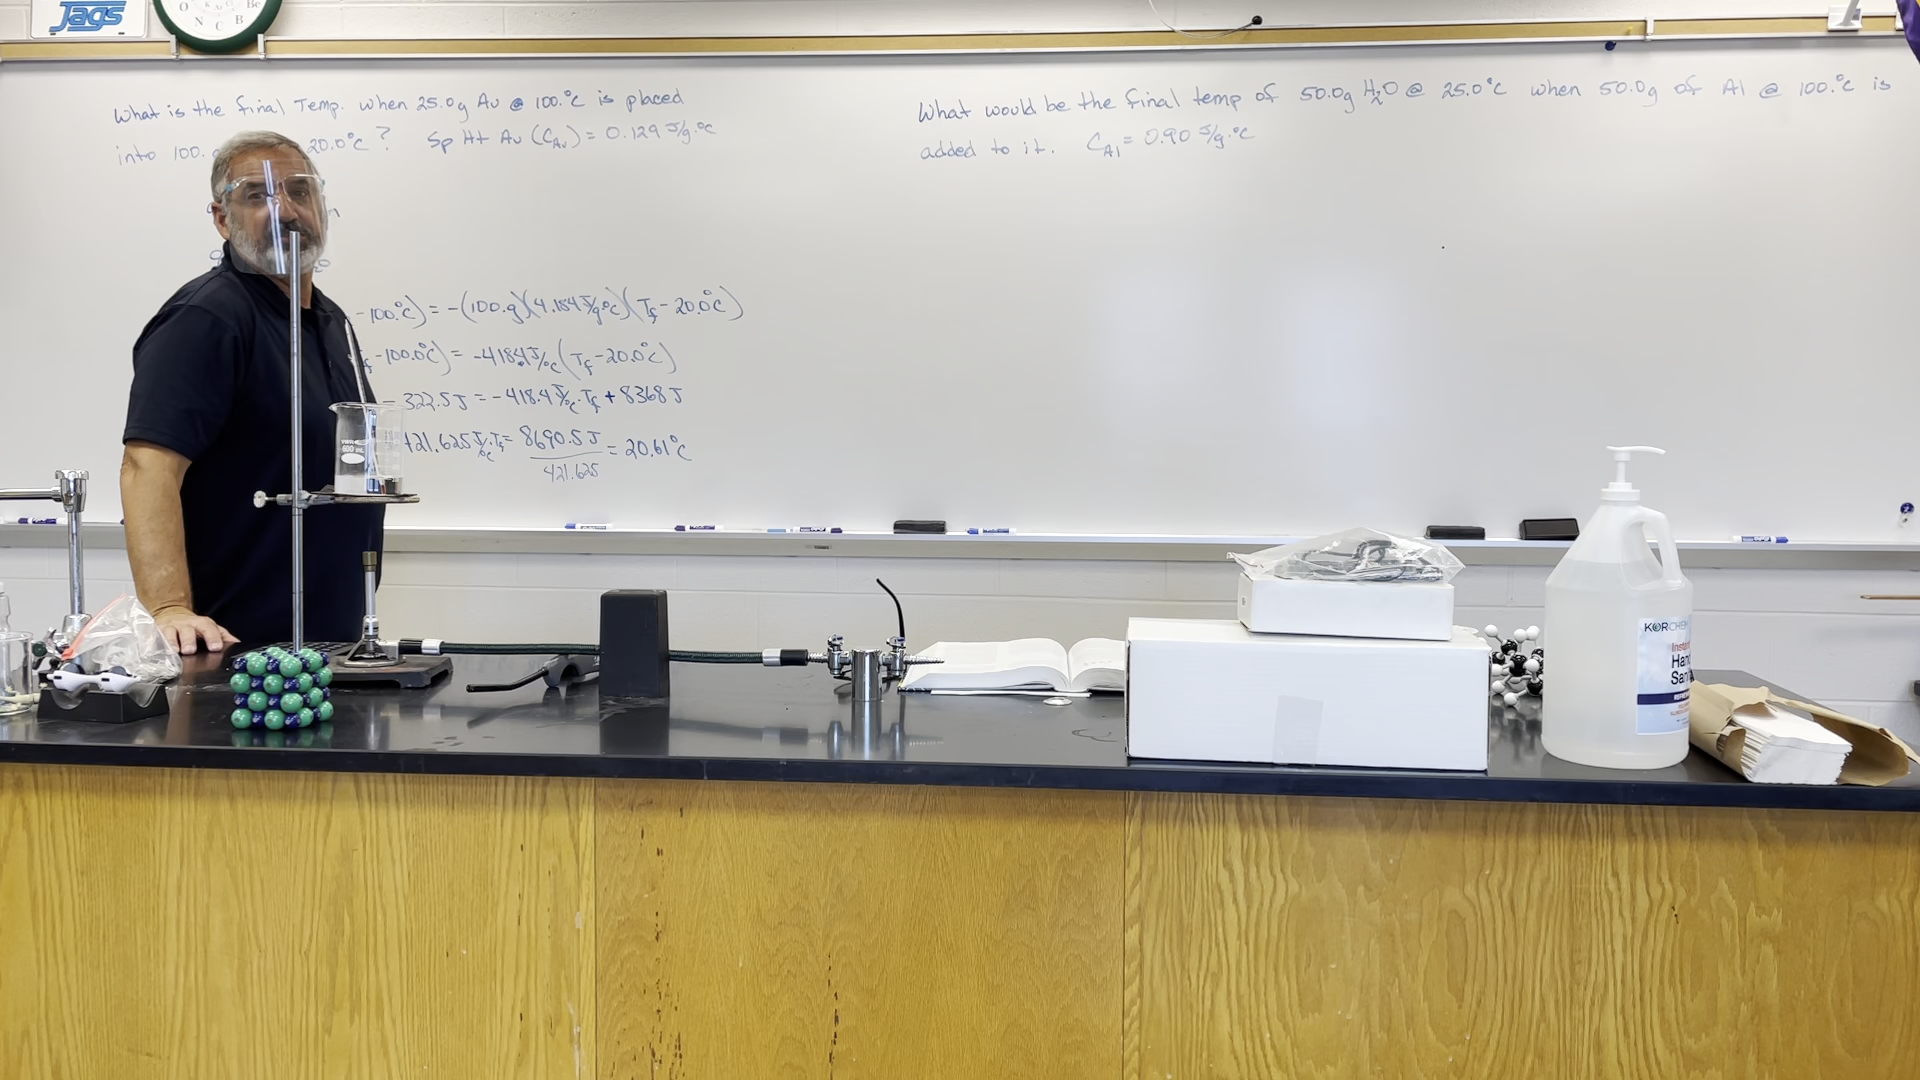 Jags
What is the final Temp. when 25.0g Au @ 100.°C is placed
into 100. 20.0°C? Sp Ht Au (CAu) = 0.129 J/g·°C
-100.°C) = -(100.g)(4.184 J/g°C)(Tf - 20.0°C)
-100.0°C) = -418.4 J/°C (Tf - 20.0°C)
- 322.5 J = -418.4 J/°C·Tf + 8368 J
421.625 J/°C·Tf = 8690.5 J = 20.61°C
421.625
What would be the final temp of 50.0g H2O @ 25.0°C when 50.0g of Al @ 100.°C is
added to it. CAl = 0.90 J/g·°C
600 mL
KORCHEM
Hand